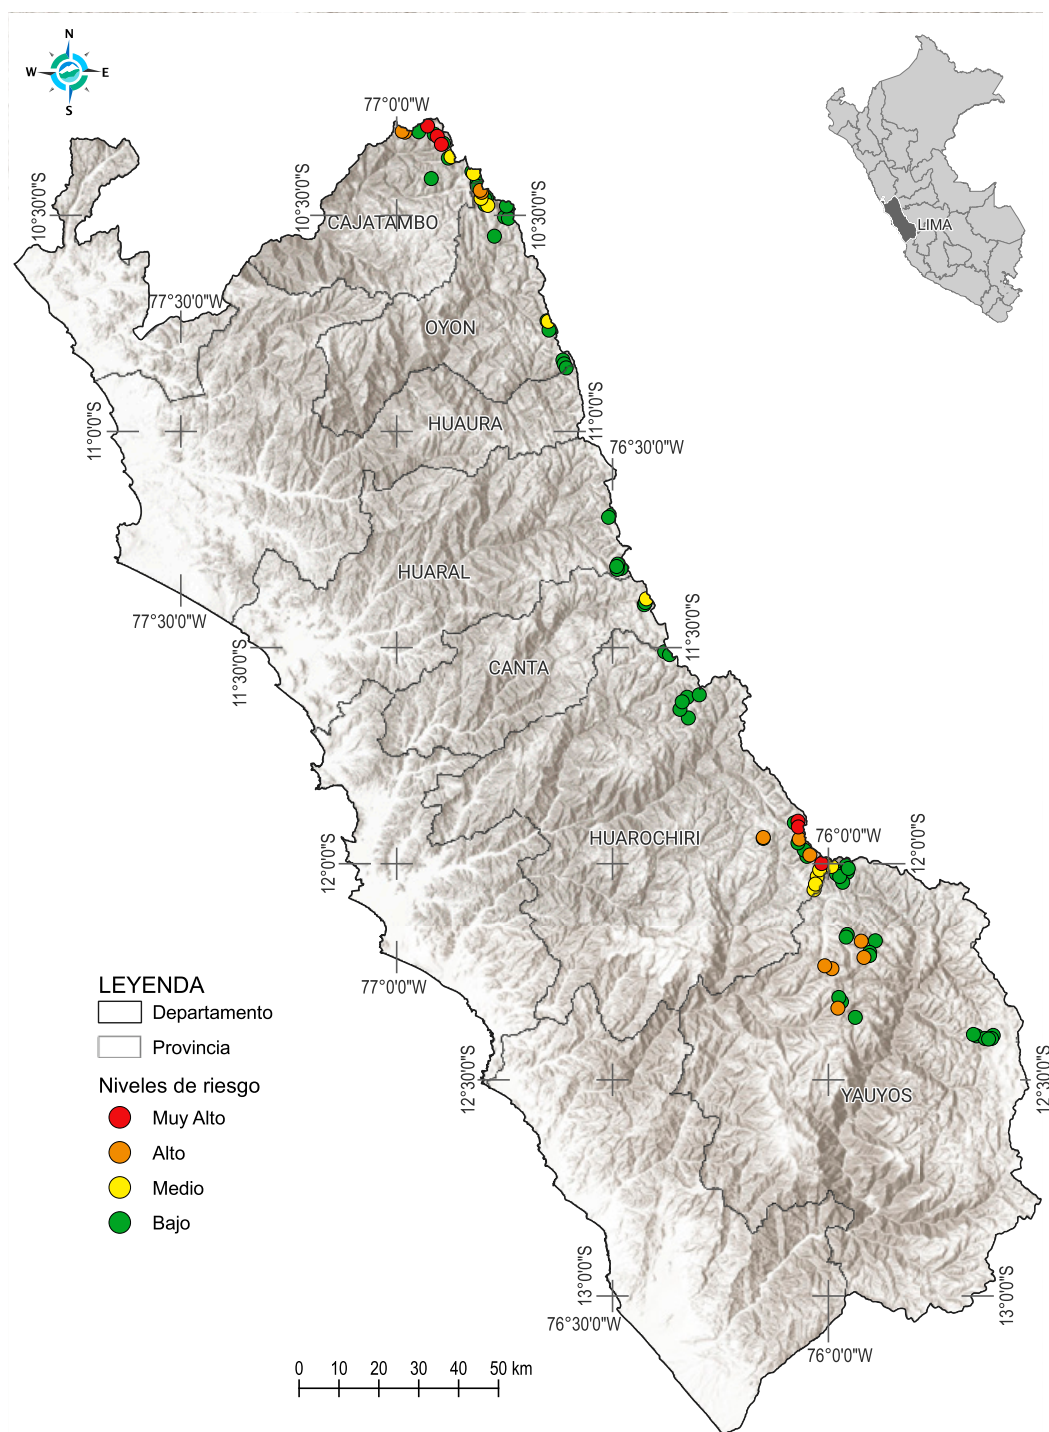 N
W
E
S
77°0'0"W
10°30'0"S
10°30'0"S
10°30'0"S
CAJATAMBO
LIMA
77°30'0"W
OYON
11°0'0"S
11°0'0"S
HUAURA
76°30'0"W
HUARAL
77°30'0"W
11°30'0"S
11°30'0"S
CANTA
HUAROCHIRI
76°0'0"W
12°0'0"S
12°0'0"S
77°0'0"W
LEYENDA
Departamento
Provincia
Niveles de riesgo
Muy Alto
Alto
Medio
Bajo
12°30'0"S
12°30'0"S
YAUYOS
13°0'0"S
13°0'0"S
76°30'0"W
76°0'0"W
0 10 20 30 40 50 km